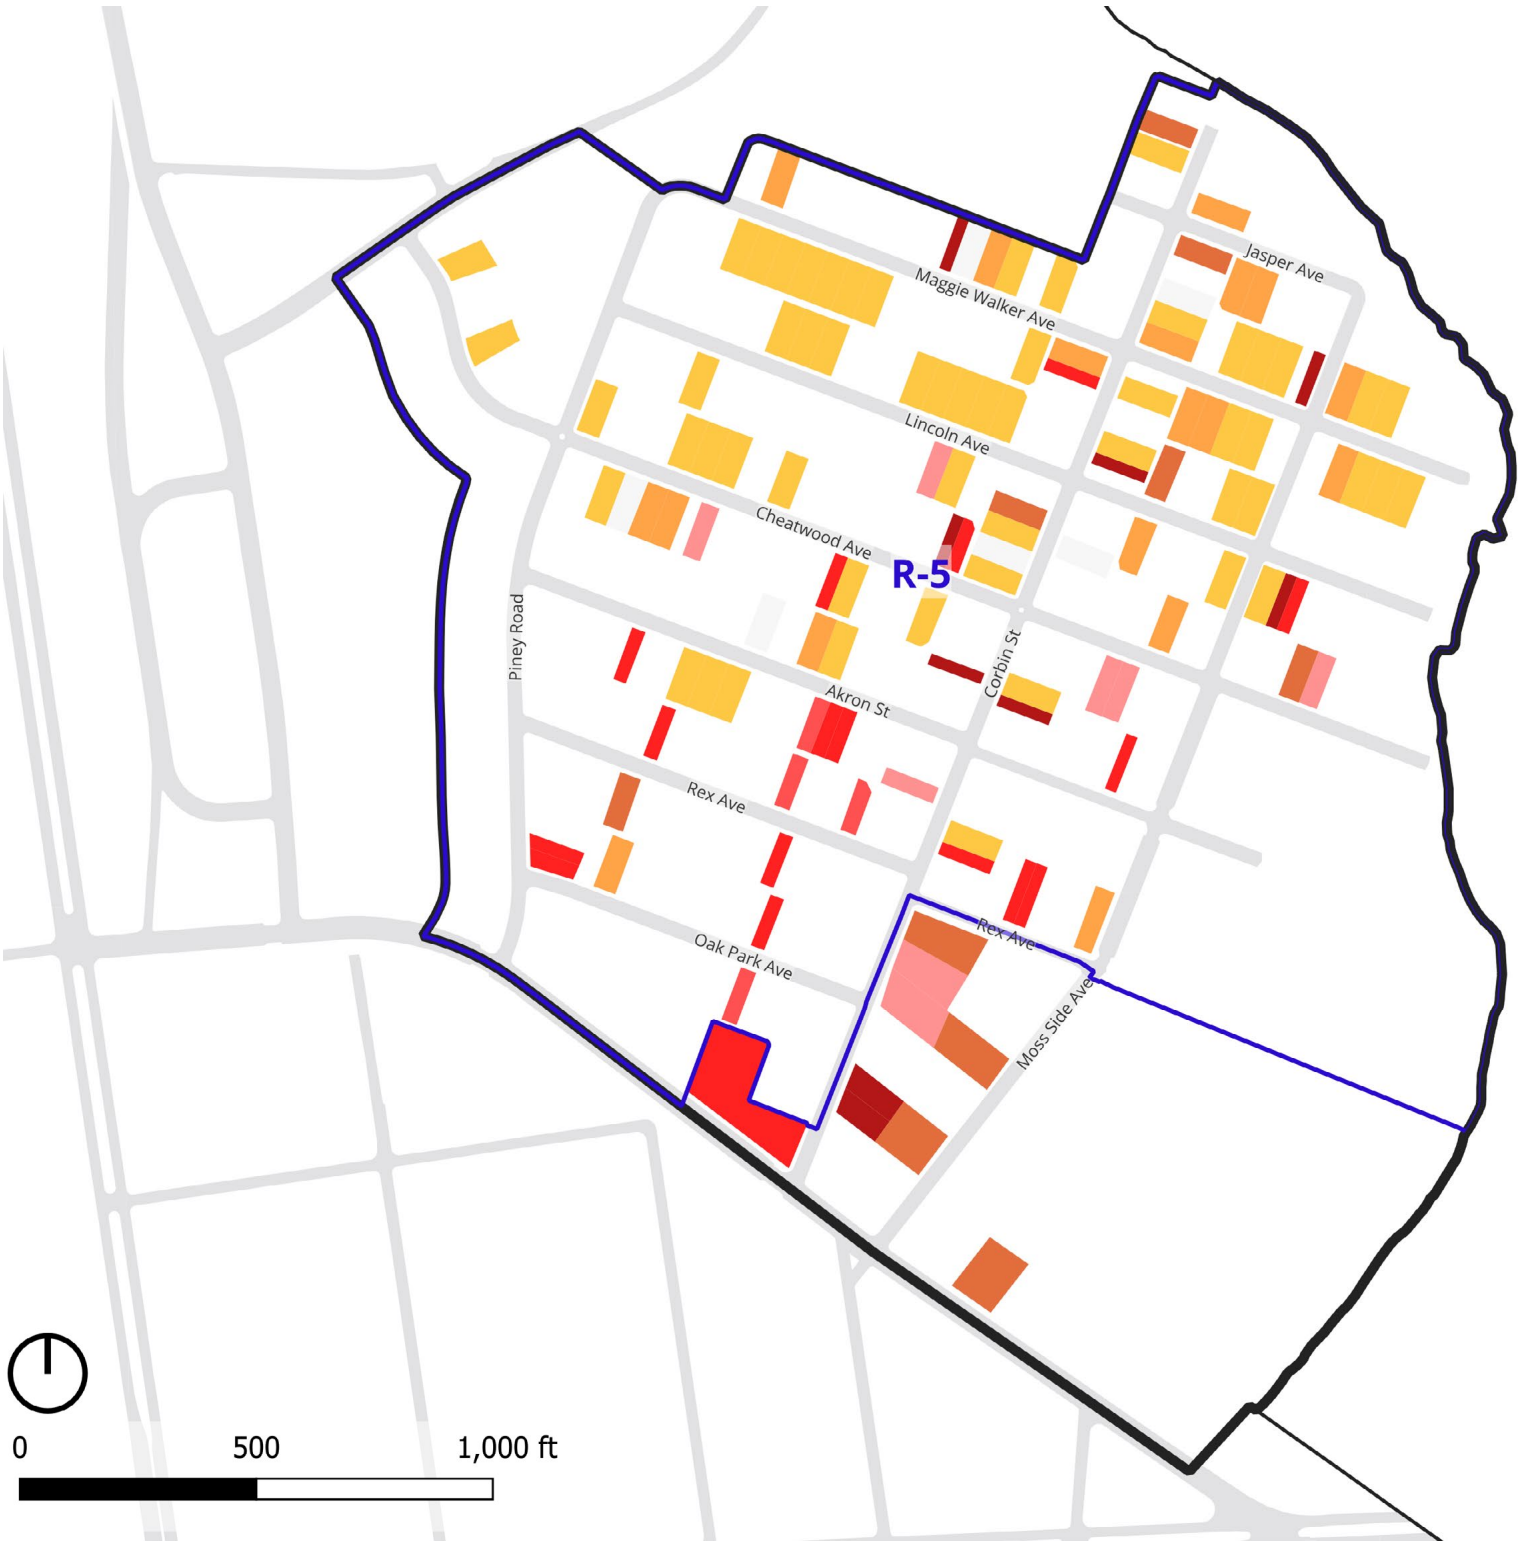 Jasper Ave
Maggie Walker Ave
Lincoln Ave
Cheatwood Ave
R-5
Piney Road
Corbin St
Akron St
Rex Ave
Rex Ave
Oak Park Ave
Moss Side Ave
0 500 1,000 ft